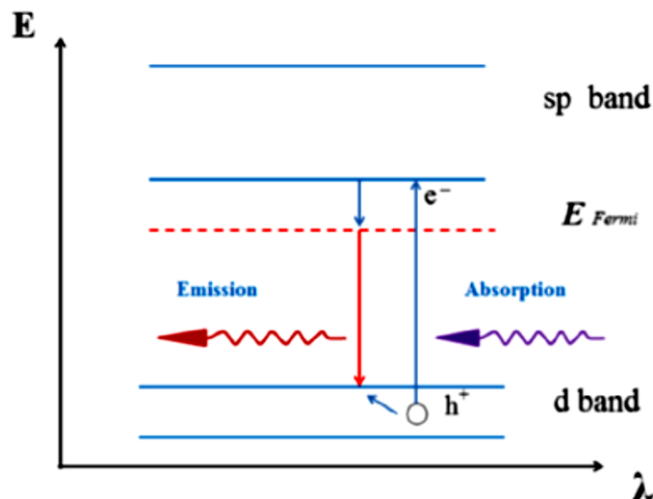 E
sp band
e⁻
E Fermi
Emission
Absorption
h⁺
d band
λ